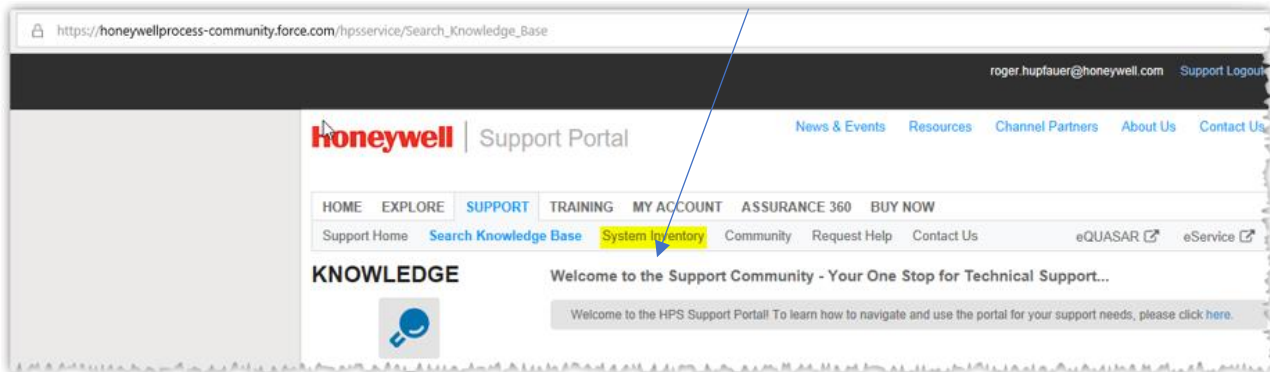 https://honeywellprocess-community.force.com/hpsservice/Search_Knowledge_Base
roger.hupfauer@honeywell.com Support Logout
Honeywell | Support Portal
News & Events Resources Channel Partners About Us Contact Us
HOME EXPLORE SUPPORT TRAINING MY ACCOUNT ASSURANCE 360 BUY NOW
Support Home Search Knowledge Base System Inventory Community Request Help Contact Us eQUASAR eService
KNOWLEDGE
Welcome to the Support Community - Your One Stop for Technical Support...
Welcome to the HPS Support Portal! To learn how to navigate and use the portal for your support needs, please click here.